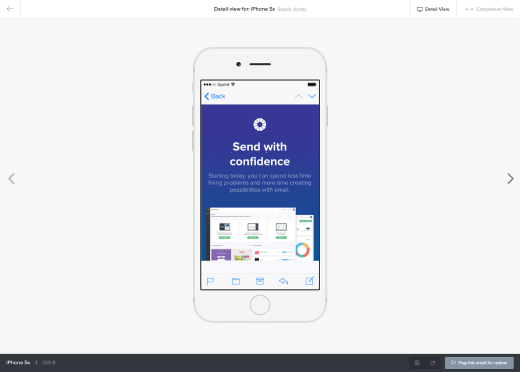 Detail view for: iPhone 5s Select clients
Detail View
Comparison View
Sprint
Back
Send with
confidence
Starting today, you can spend less time
fixing problems and more time creating
possibilities with email.
iPhone 5s | iOS 8
Flag this email for review